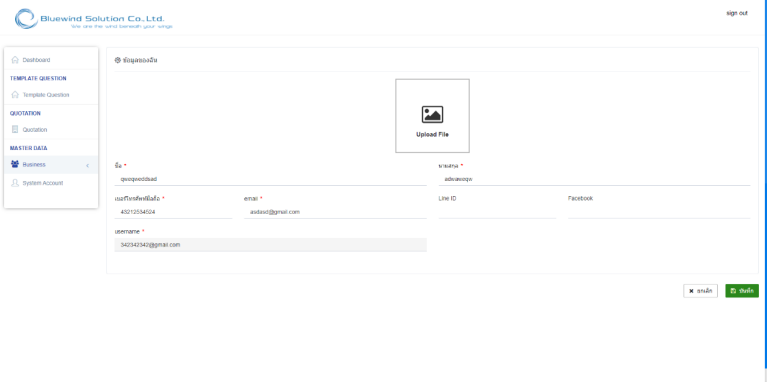 Bluewind Solution Co.,Ltd.
We are the wind beneath your wings
sign out
Dashboard
TEMPLATE QUESTION
Template Question
QUOTATION
Quotation
MASTER DATA
Business
System Account
ข้อมูลของฉัน
Upload File
ชื่อ *
นามสกุล *
qweqweddsad
adwaweqw
เบอร์โทรศัพท์มือถือ *
email *
Line ID
Facebook
45212554524
asdasd@gmail.com
username *
342342342@gmail.com
ยกเลิก
บันทึก